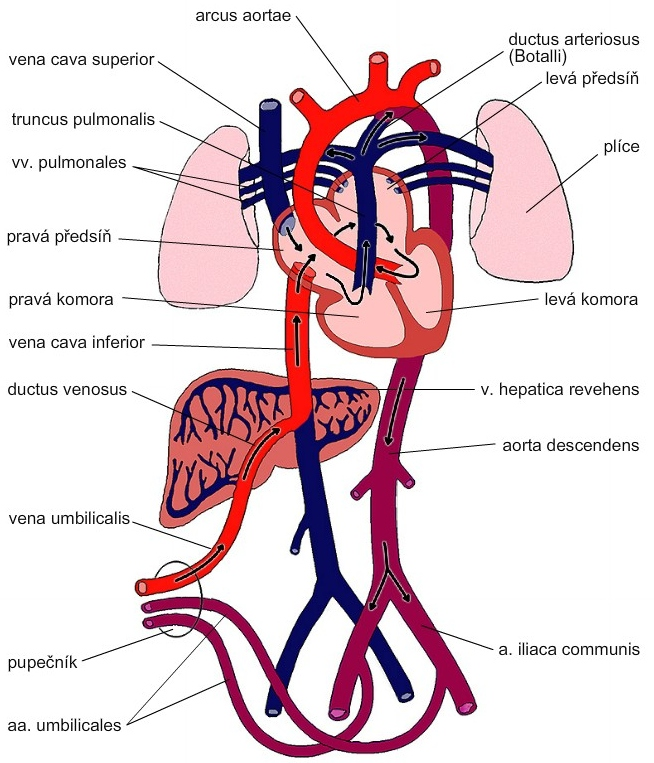 arcus aortae
ductus arteriosus
(Botalli)
vena cava superior
levá předsíň
truncus pulmonalis
plíce
vv. pulmonales
pravá předsíň
pravá komora
levá komora
vena cava inferior
ductus venosus
v. hepatica revehens
aorta descendens
vena umbilicalis
a. iliaca communis
pupečník
aa. umbilicales